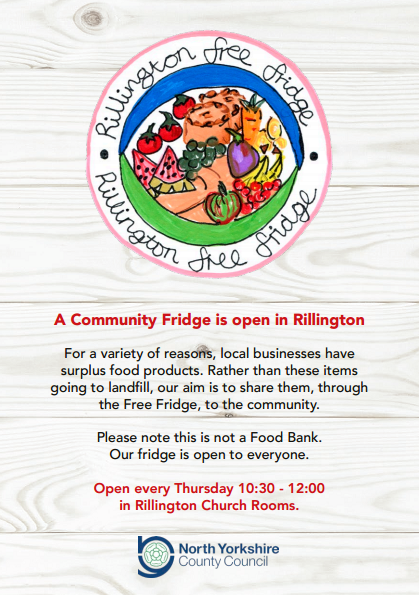 Rillington free fridge
Rillington free fridge
A Community Fridge is open in Rillington
For a variety of reasons, local businesses have
surplus food products. Rather than these items
going to landfill, our aim is to share them, through
the Free Fridge, to the community.
Please note this is not a Food Bank.
Our fridge is open to everyone.
Open every Thursday 10:30 - 12:00
in Rillington Church Rooms.
North Yorkshire
County Council